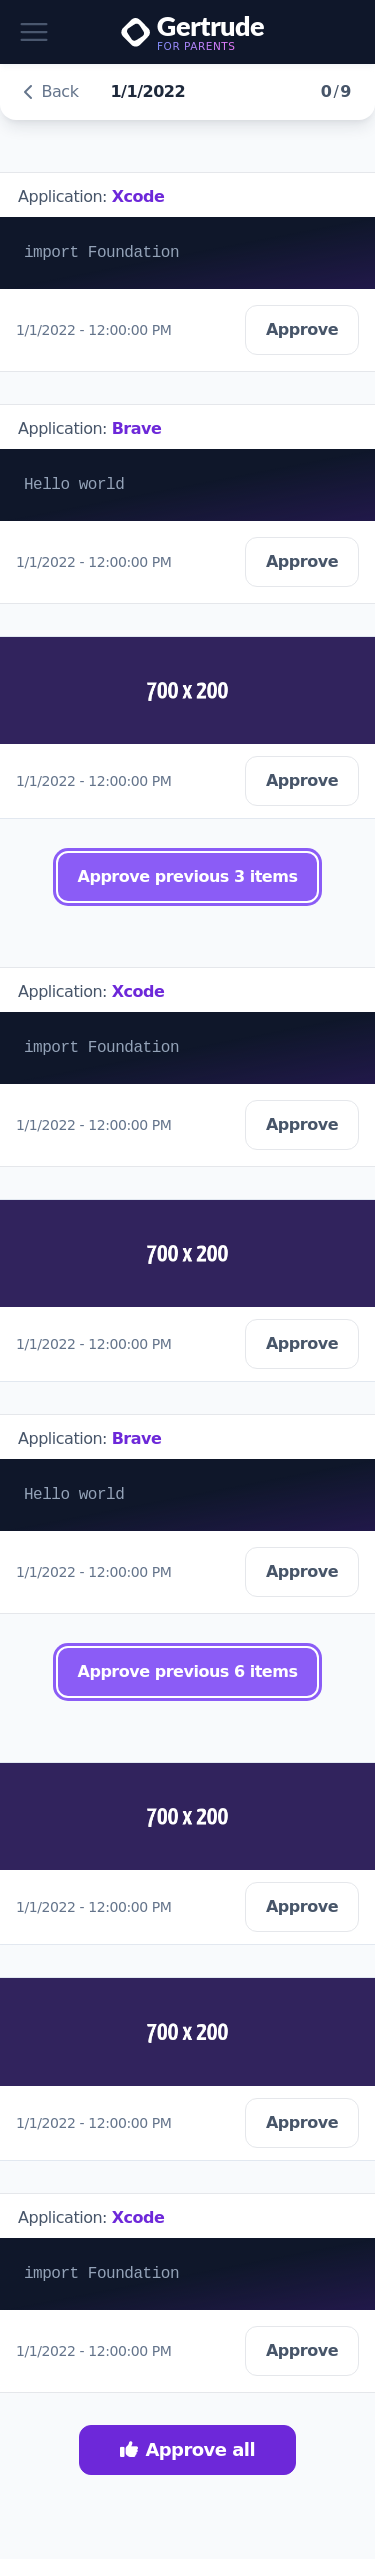 Gertrude
FOR PARENTS
Back 1/1/2022 0/9
Application: Xcode
import Foundation
1/1/2022 - 12:00:00 PM Approve
Application: Brave
Hello world
1/1/2022 - 12:00:00 PM Approve
700 x 200
1/1/2022 - 12:00:00 PM Approve
Approve previous 3 items
Application: Xcode
import Foundation
1/1/2022 - 12:00:00 PM Approve
700 x 200
1/1/2022 - 12:00:00 PM Approve
Application: Brave
Hello world
1/1/2022 - 12:00:00 PM Approve
Approve previous 6 items
700 x 200
1/1/2022 - 12:00:00 PM Approve
700 x 200
1/1/2022 - 12:00:00 PM Approve
Application: Xcode
import Foundation
1/1/2022 - 12:00:00 PM Approve
Approve all